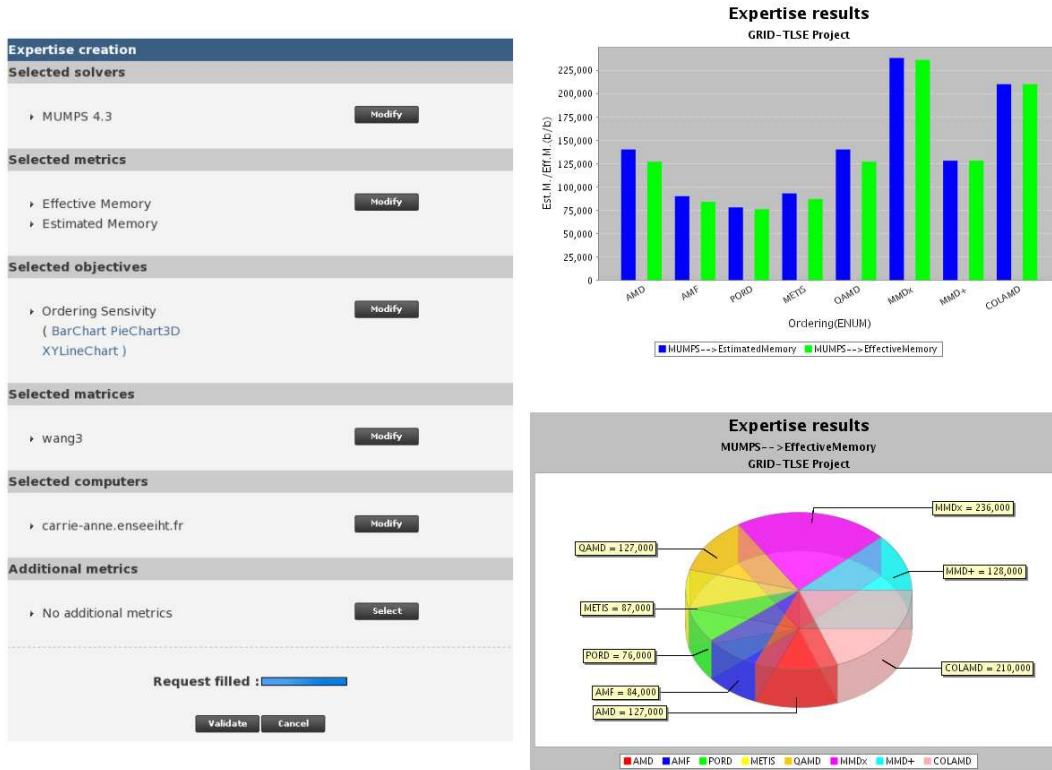 Expertise creation
Selected solvers
MUMPS 4.3
Modify
Selected metrics
Effective Memory
Modify
Estimated Memory
Selected objectives
Ordering Sensivity
Modify
( BarChart PieChart3D
XYLineChart )
Selected matrices
wang3
Modify
Selected computers
carrie-anne.enseeiht.fr
Modify
Additional metrics
No additional metrics
Select
Request filled :
Validate
Cancel
Expertise results
GRID-TLSE Project
Est.M./Eff.M.(b/b)
225,000
200,000
175,000
150,000
125,000
100,000
75,000
50,000
25,000
0
AMD
AMF
PORD
METIS
QAMD
MMDx
MMD+
COLAMD
Ordering(ENUM)
MUMPS-->EstimatedMemory
MUMPS-->EffectiveMemory
Expertise results
MUMPS-->EffectiveMemory
GRID-TLSE Project
MMDx = 236,000
QAMD = 127,000
MMD+ = 128,000
METIS = 87,000
PORD = 76,000
COLAMD = 210,000
AMF = 84,000
AMD = 127,000
AMD
AMF
PORD
METIS
QAMD
MMDx
MMD+
COLAMD